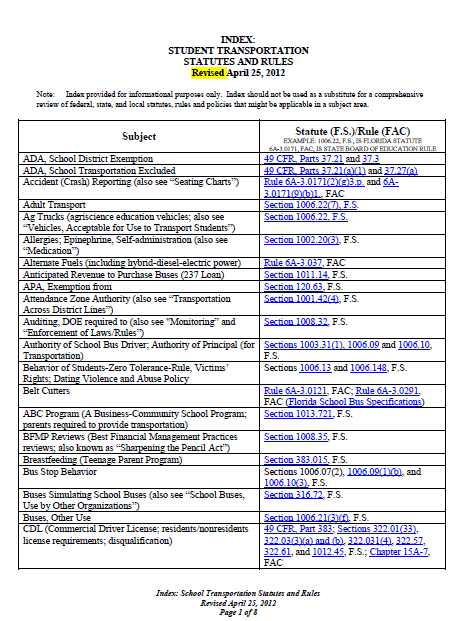 INDEX:
STUDENT TRANSPORTATION
STATUTES AND RULES
Revised April 25, 2012
Note: Index provided for informational purposes only. Index should not be used as a substitute for a comprehensive
review of federal, state, and local statutes, rules and policies that might be applicable in a subject area.
Subject
Statute (F.S.)/Rule (FAC)
EXAMPLE: 1006.22, F.S., IS FLORIDA STATUTE
6A-3.0171, FAC, IS STATE BOARD OF EDUCATION RULE
ADA, School District Exemption
49 CFR, Parts 37.21 and 37.3
ADA, School Transportation Excluded
49 CFR, Parts 37.21(a)(1) and 37.27(a)
Accident (Crash) Reporting (also see “Seating Charts”)
Rule 6A-3.0171(2)(g)3.p. and 6A-
3.0171(9)(b)1., FAC
Adult Transport
Section 1006.22(7), F.S.
Ag Trucks (agriscience education vehicles; also see
“Vehicles, Acceptable for Use to Transport Students”)
Section 1006.22, F.S.
Allergies; Epinephrine, Self-administration (also see
“Medication”)
Section 1002.20(3), F.S.
Alternate Fuels (including hybrid-diesel-electric power)
Rule 6A-3.037, FAC
Anticipated Revenue to Purchase Buses (237 Loan)
Section 1011.14, F.S.
APA, Exemption from
Section 120.63, F.S.
Attendance Zone Authority (also see “Transportation
Across District Lines”)
Section 1001.42(4), F.S.
Auditing, DOE required to (also see "Monitoring” and
“Enforcement of Laws/Rules”)
Section 1008.32, F.S.
Authority of School Bus Driver; Authority of Principal (for
Transportation)
Sections 1003.31(1), 1006.09 and 1006.10,
F.S.
Behavior of Students-Zero Tolerance-Rule, Victims’
Rights; Dating Violence and Abuse Policy
Sections 1006.13 and 1006.148, F.S.
Belt Cutters
Rule 6A-3.0121, FAC; Rule 6A-3.0291,
FAC (Florida School Bus Specifications)
ABC Program (A Business-Community School Program;
parents required to provide transportation)
Section 1013.721, F.S.
BFMP Reviews (Best Financial Management Practices
reviews; also known as “Sharpening the Pencil Act”)
Section 1008.35, F.S.
Breastfeeding (Teenage Parent Program)
Section 383.015, F.S.
Bus Stop Behavior
Sections 1006.07(2), 1006.09(1)(b), and
1006.10(3), F.S.
Buses Simulating School Buses (also see “School Buses,
Use by Other Organizations”)
Section 316.72, F.S.
Buses, Other Use
Section 1006.21(3)(f), F.S.
CDL (Commercial Driver License; residents/nonresidents
license requirements; disqualification)
49 CFR, Part 383; Sections 322.01(33),
322.03(3)(a) and (b), 322.031(4), 322.57,
322.61, and 1012.45, F.S.; Chapter 15A-7,
FAC
Index: School Transportation Statutes and Rules
Revised April 25, 2012
Page 1 of 8